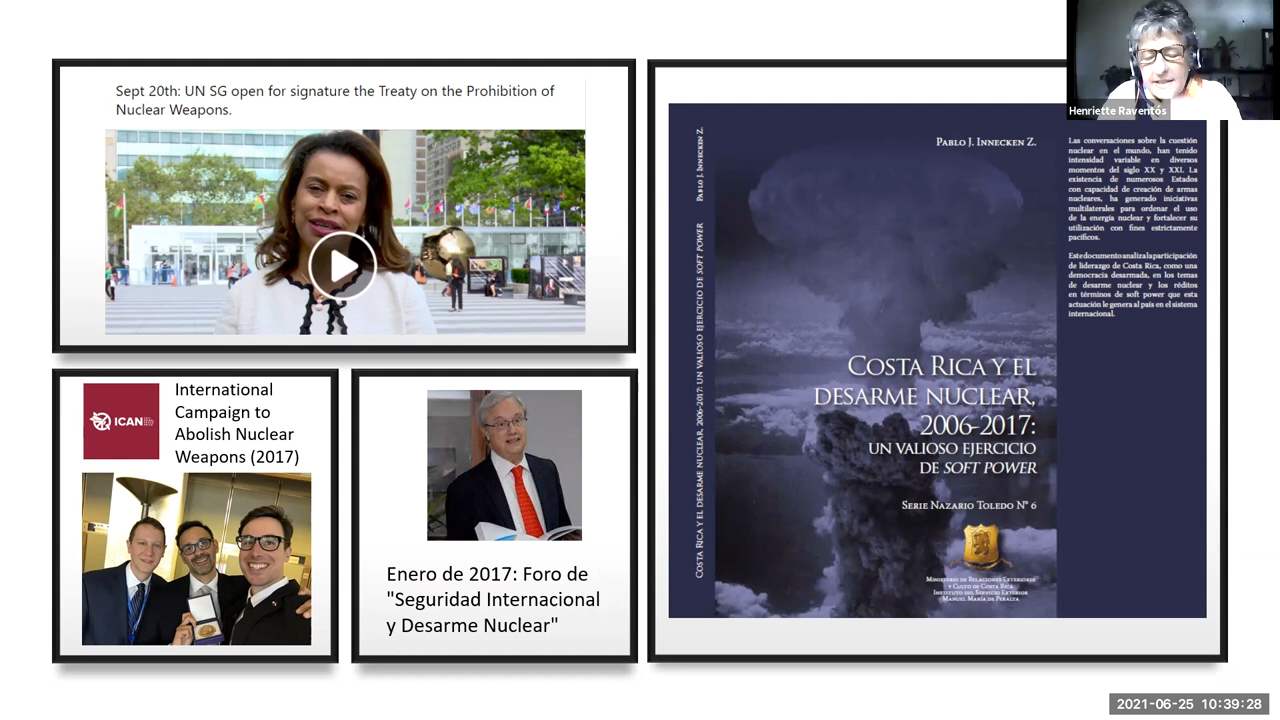 Henriette Raventós
Sept 20th: UN SG open for signature the Treaty on the Prohibition of
Nuclear Weapons.
ICAN
International
Campaign to
Abolish Nuclear
Weapons (2017)
Enero de 2017: Foro de
"Seguridad Internacional
y Desarme Nuclear"
Costa Rica y el desarme nuclear, 2006-2017: un valioso ejercicio de soft power Pablo J. Innecken Z.
Pablo J. Innecken Z.
Costa Rica y el
desarme nuclear,
2006-2017:
un valioso ejercicio
de soft power
Serie Nazario Toledo N° 6
Ministerio de Relaciones Exteriores
y Culto de Costa Rica
Instituto del Servicio Exterior
Manuel María de Peralta
Las conversaciones sobre la cuestión
nuclear en el mundo, han tenido
intensidad variable en diversos
momentos del siglo XX y XXI. La
existencia de numerosos Estados
con capacidad de creación de armas
nucleares, ha generado iniciativas
multilaterales para ordenar el uso
de la energía nuclear y fortalecer su
utilización con fines estrictamente
pacíficos.
Este documento analiza la participación
de liderazgo de Costa Rica, como una
democracia desarmada, en los temas
de desarme nuclear y los réditos
en términos de soft power que esta
actuación le genera al país en el sistema
internacional.
2021-06-25 10:39:28